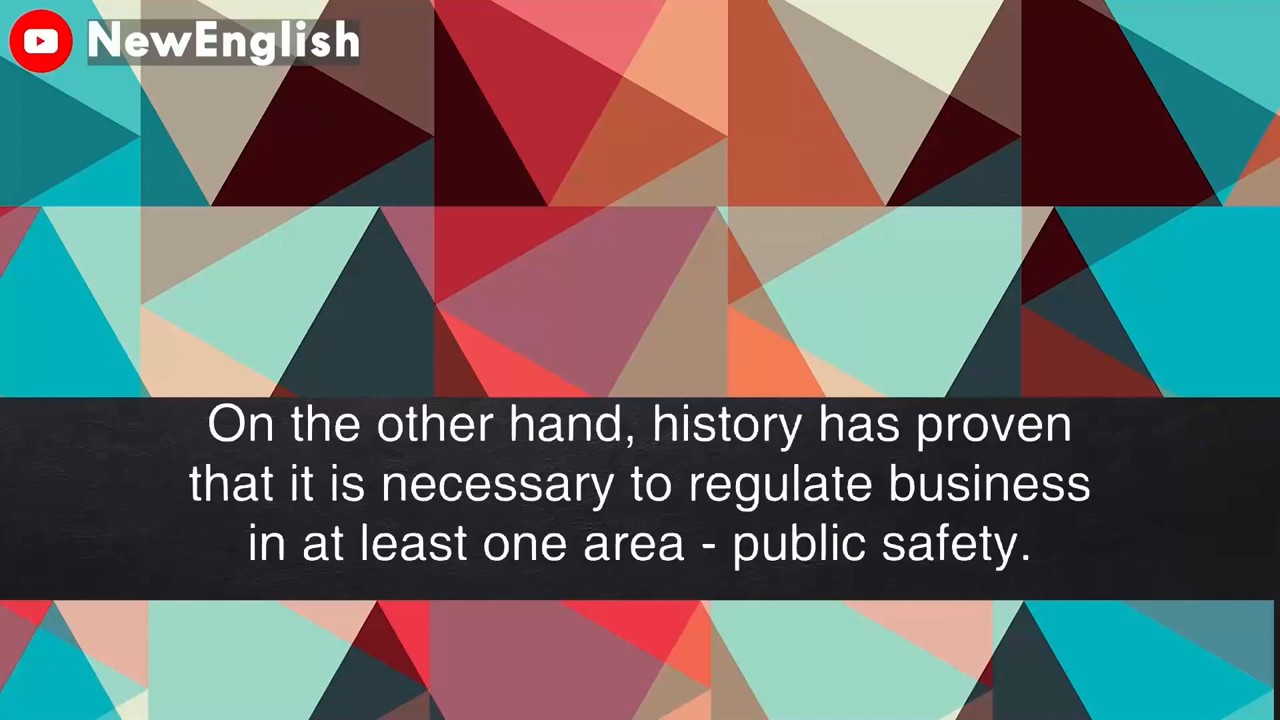 NewEnglish
On the other hand, history has proven
that it is necessary to regulate business
in at least one area - public safety.